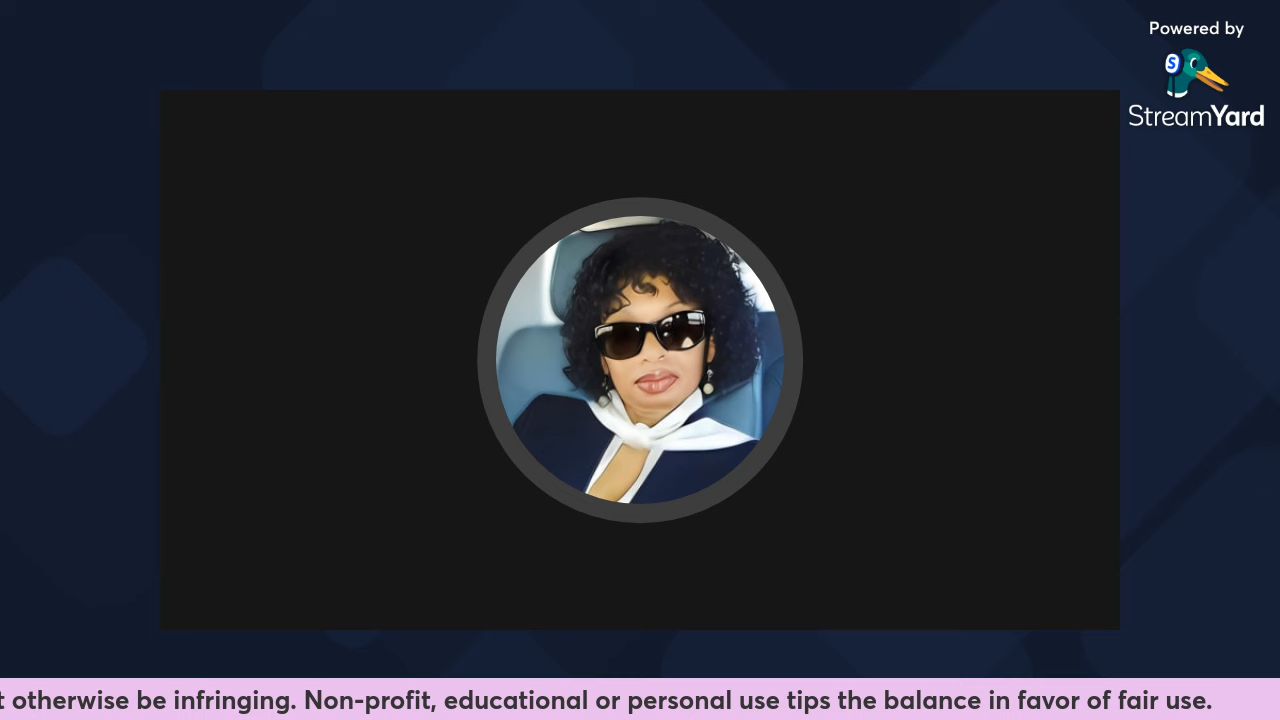 Powered by
S
StreamYard
t otherwise be infringing. Non-profit, educational or personal use tips the balance in favor of fair use.